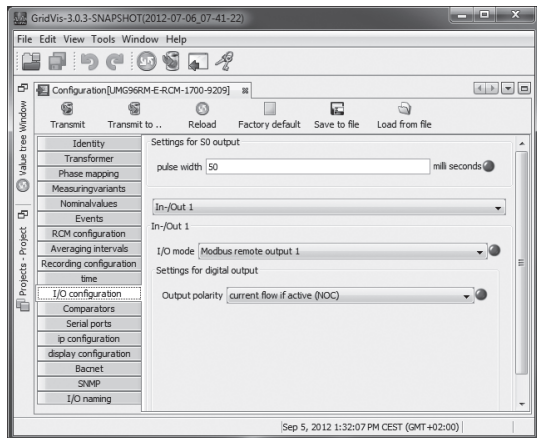 GridVis-3.0.3-SNAPSHOT(2012-07-06_07-41-22)
File Edit View Tools Window Help
Configuration[UMG96RM-E-RCM-1700-9209]
Transmit Transmit to .. Reload Factory default Save to file Load from file
Value tree Window
Projects - Project
Identity
Transformer
Phase mapping
Measuringvariants
Nominalvalues
Events
RCM configuration
Averaging intervals
Recording configuration
time
I/O configuration
Comparators
Serial ports
ip configuration
display configuration
Bacnet
SNMP
I/O naming
Settings for S0 output
pulse width 50 milli seconds
In-/Out 1
In-/Out 1
I/O mode Modbus remote output 1
Settings for digital output
Output polarity current flow if active (NOC)
Sep 5, 2012 1:32:07 PM CEST (GMT+02:00)